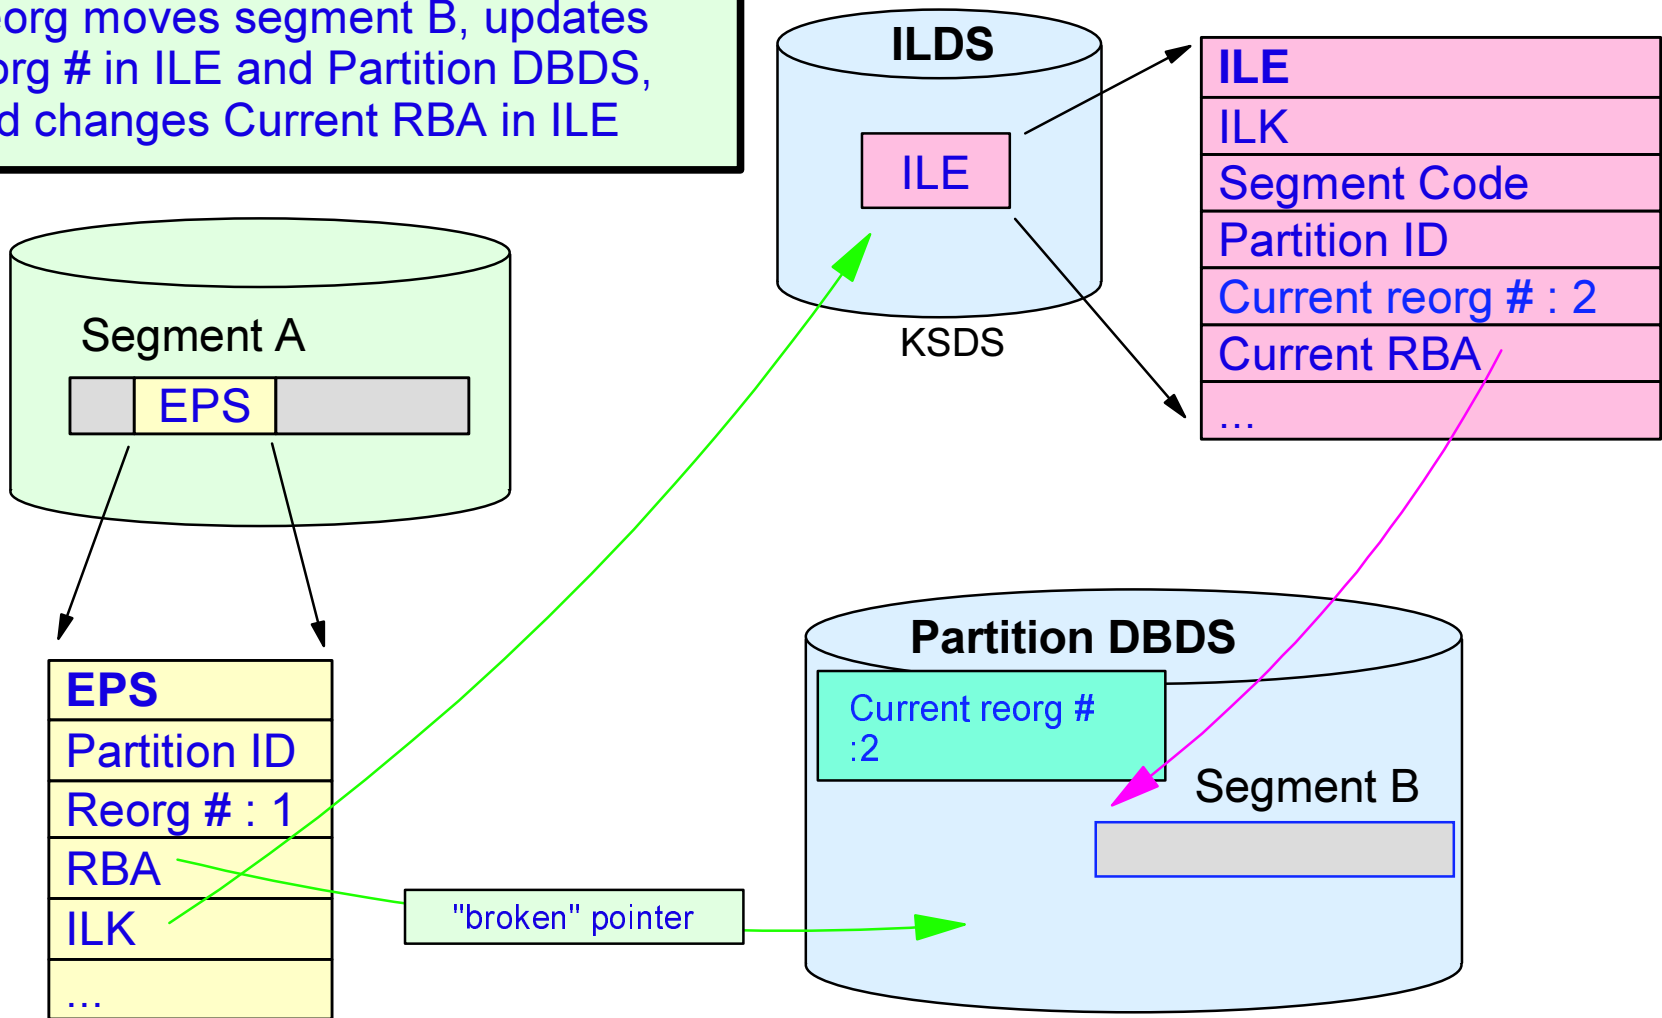 moves segment B, updates
# in ILE and Partition DBDS,
changes Current RBA in ILE
ILDS
ILE
KSDS
ILE
ILK
Segment Code
Partition ID
Current reorg # : 2
Current RBA
...
Segment A
EPS
EPS
Partition ID
Reorg # : 1
RBA
ILK
...
"broken" pointer
Partition DBDS
Current reorg #
:2
Segment B